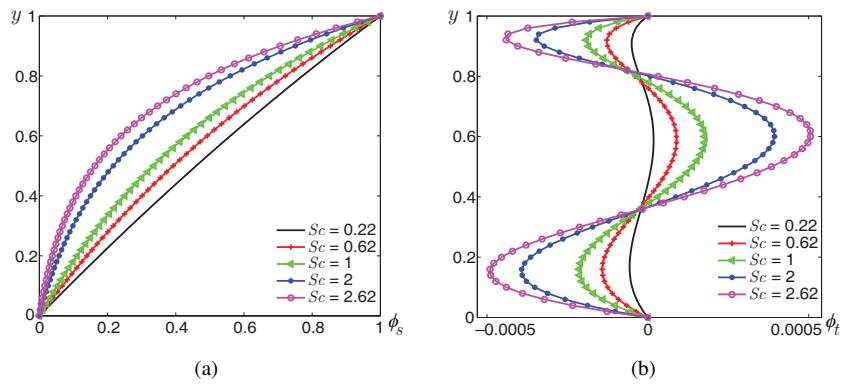 y 1
0.8
0.6
0.4
0.2
0
0 0.2 0.4 0.6 0.8 1 ϕs
Sc = 0.22
Sc = 0.62
Sc = 1
Sc = 2
Sc = 2.62
(a)
y 1
0.8
0.6
0.4
0.2
0
−0.0005 0 0.0005 ϕt
Sc = 0.22
Sc = 0.62
Sc = 1
Sc = 2
Sc = 2.62
(b)